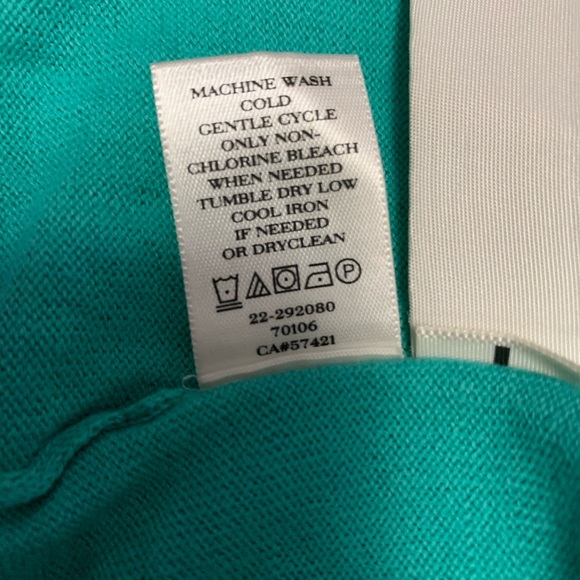 MACHINE WASH
COLD
GENTLE CYCLE
ONLY NON-
CHLORINE BLEACH
WHEN NEEDED
TUMBLE DRY LOW
COOL IRON
IF NEEDED
OR DRYCLEAN
P
22-292080
70106
CA#57421